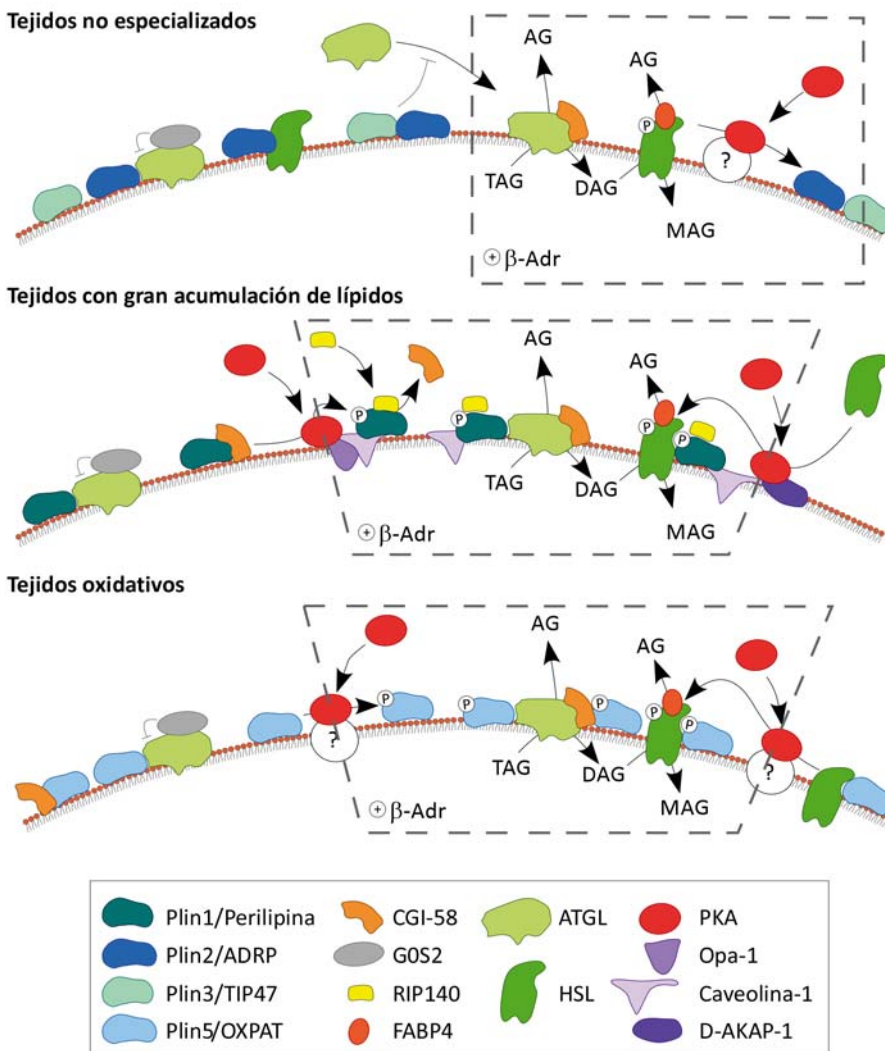 Tejidos no especializados
AG
AG
P
?
TAG
DAG
MAG
+ β-Adr
Tejidos con gran acumulación de lípidos
AG
AG
P
P
P
P
TAG
DAG
MAG
+ β-Adr
Tejidos oxidativos
AG
AG
P
P
P
P
P
?
?
TAG
DAG
MAG
+ β-Adr
Plin1/Perilipina
CGI-58
ATGL
PKA
Plin2/ADRP
G0S2
Opa-1
Plin3/TIP47
RIP140
HSL
Caveolina-1
Plin5/OXPAT
FABP4
D-AKAP-1